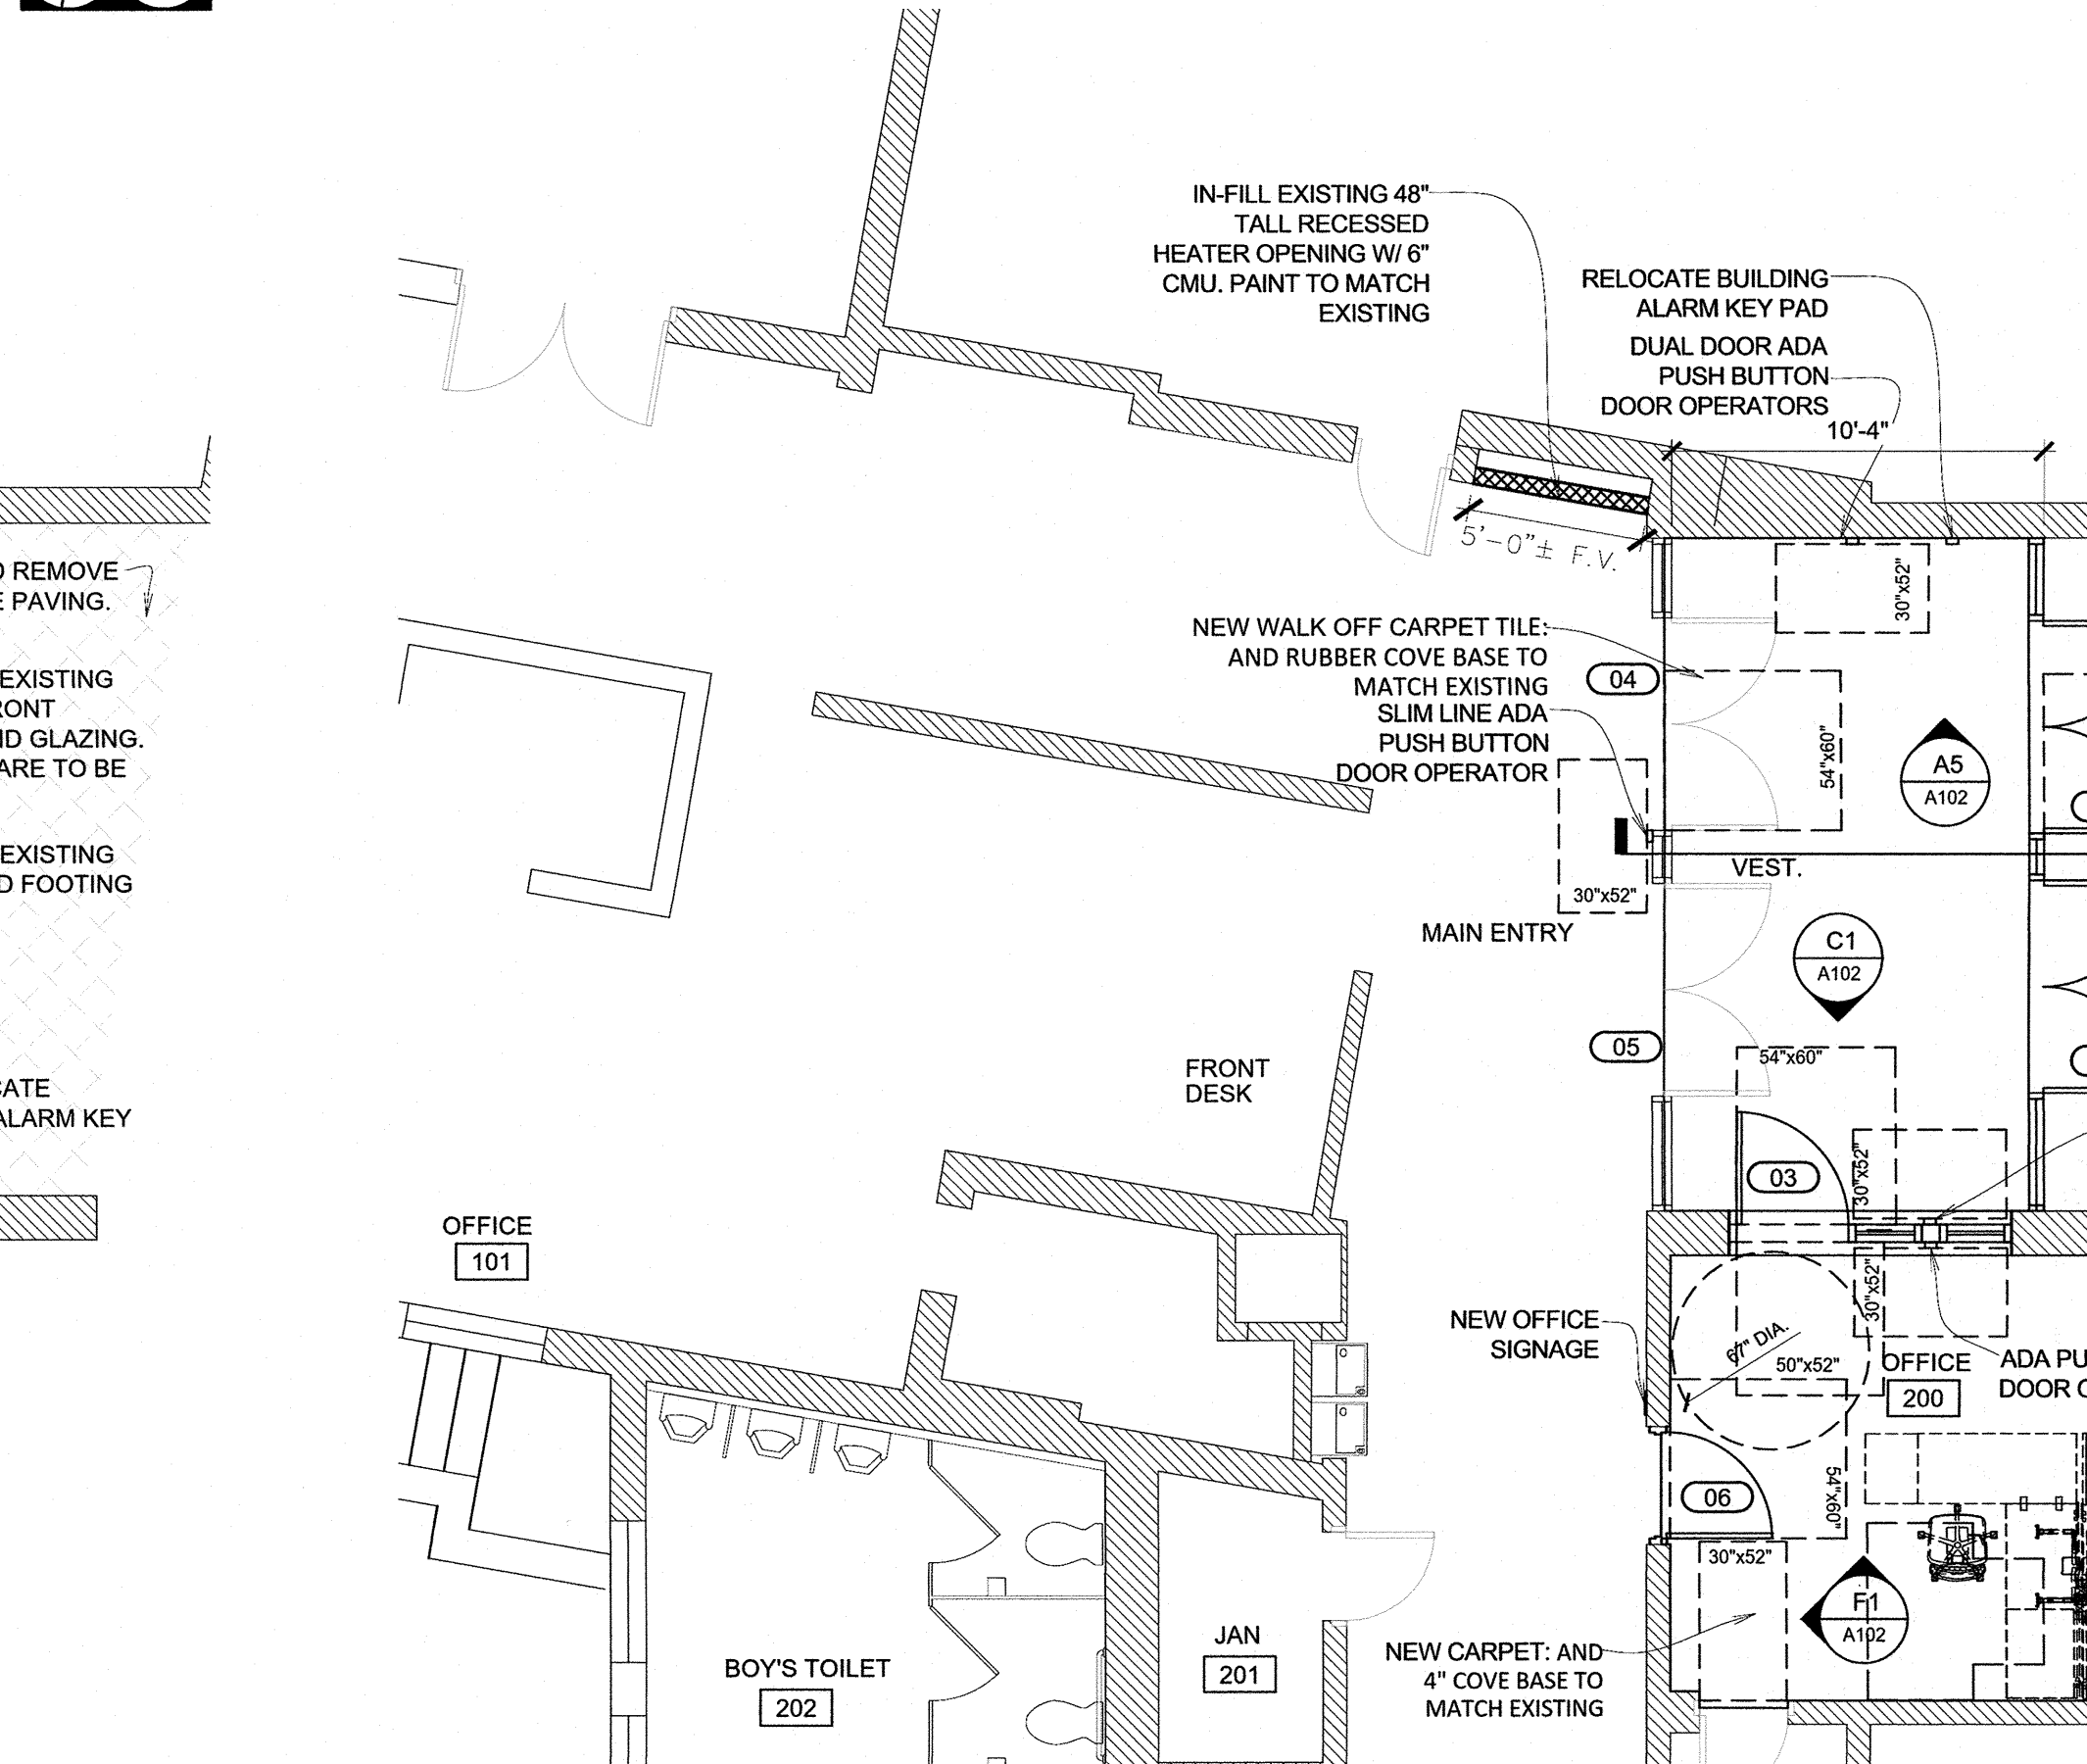 IN-FILL EXISTING 48"
TALL RECESSED
HEATER OPENING W/ 6"
CMU. PAINT TO MATCH
EXISTING
RELOCATE BUILDING
ALARM KEY PAD
DUAL DOOR ADA
PUSH BUTTON
DOOR OPERATORS
10'-4"
5'-0"± F.V.
REMOVE
PAVING.
EXISTING
GLAZING.
ARE TO BE
EXISTING
FOOTING
ALARM KEY
30"x52"
NEW WALK OFF CARPET TILE:
AND RUBBER COVE BASE TO
MATCH EXISTING
04
SLIM LINE ADA
PUSH BUTTON
DOOR OPERATOR
54"x60"
A5
A102
VEST.
30"x52"
MAIN ENTRY
C1
A102
05
54"x60"
FRONT
DESK
03
30"x52"
OFFICE
101
30"x52"
NEW OFFICE
SIGNAGE
67" DIA.
50"x52"
OFFICE
200
ADA
DOOR
06
54"x60"
30"x52"
F1
A102
JAN
201
NEW CARPET: AND
4" COVE BASE TO
MATCH EXISTING
BOY'S TOILET
202